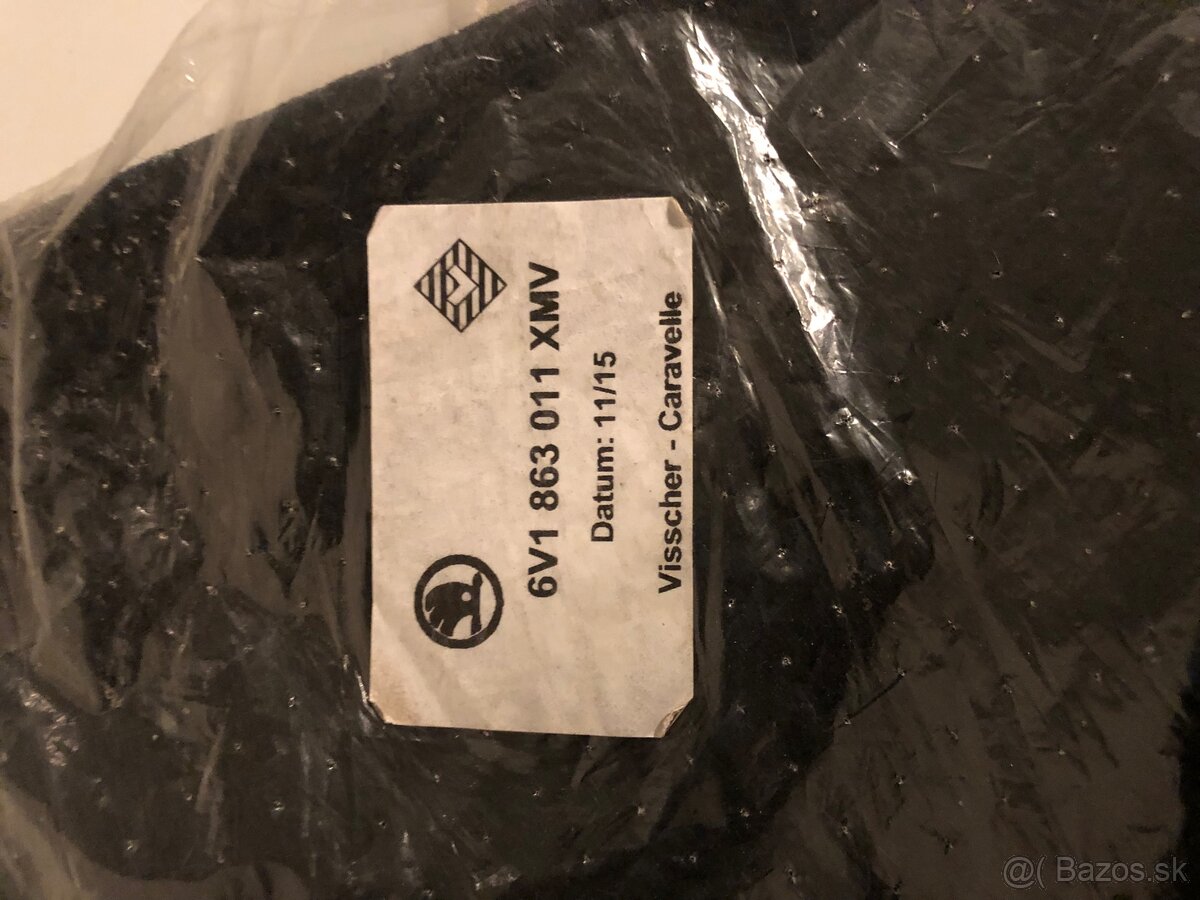 6V1 863 011 XMV
Datum: 11/15
Visscher - Caravelle
@( Bazos.sk